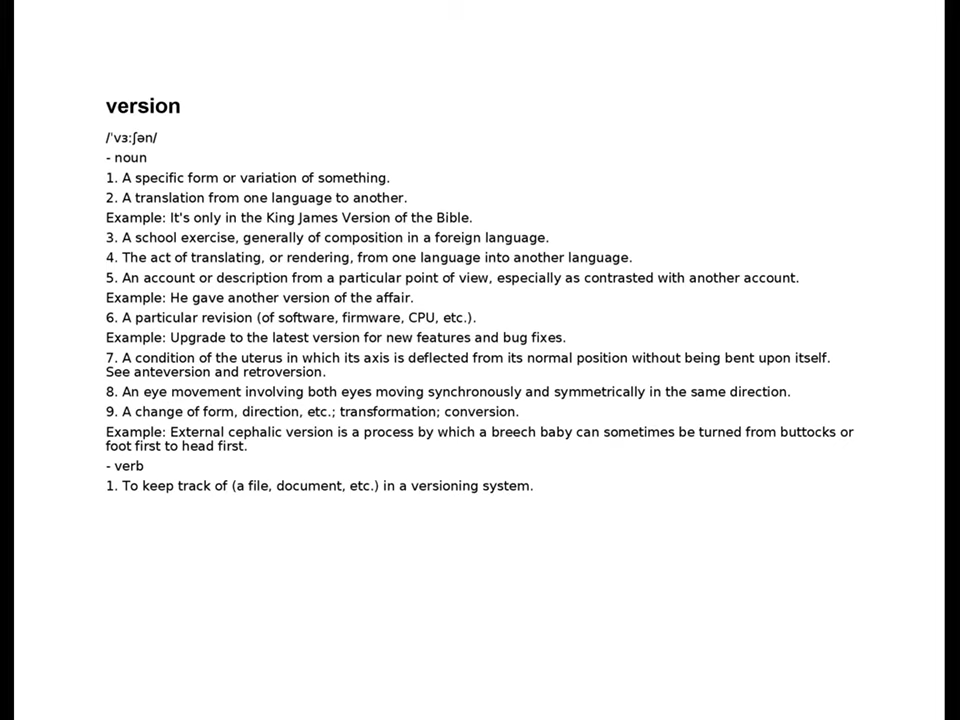 version
/ˈvɜːʃən/
- noun
1. A specific form or variation of something.
2. A translation from one language to another.
Example: It's only in the King James Version of the Bible.
3. A school exercise, generally of composition in a foreign language.
4. The act of translating, or rendering, from one language into another language.
5. An account or description from a particular point of view, especially as contrasted with another account.
Example: He gave another version of the affair.
6. A particular revision (of software, firmware, CPU, etc.).
Example: Upgrade to the latest version for new features and bug fixes.
7. A condition of the uterus in which its axis is deflected from its normal position without being bent upon itself.
See anteversion and retroversion.
8. An eye movement involving both eyes moving synchronously and symmetrically in the same direction.
9. A change of form, direction, etc.; transformation; conversion.
Example: External cephalic version is a process by which a breech baby can sometimes be turned from buttocks or
foot first to head first.
- verb
1. To keep track of (a file, document, etc.) in a versioning system.